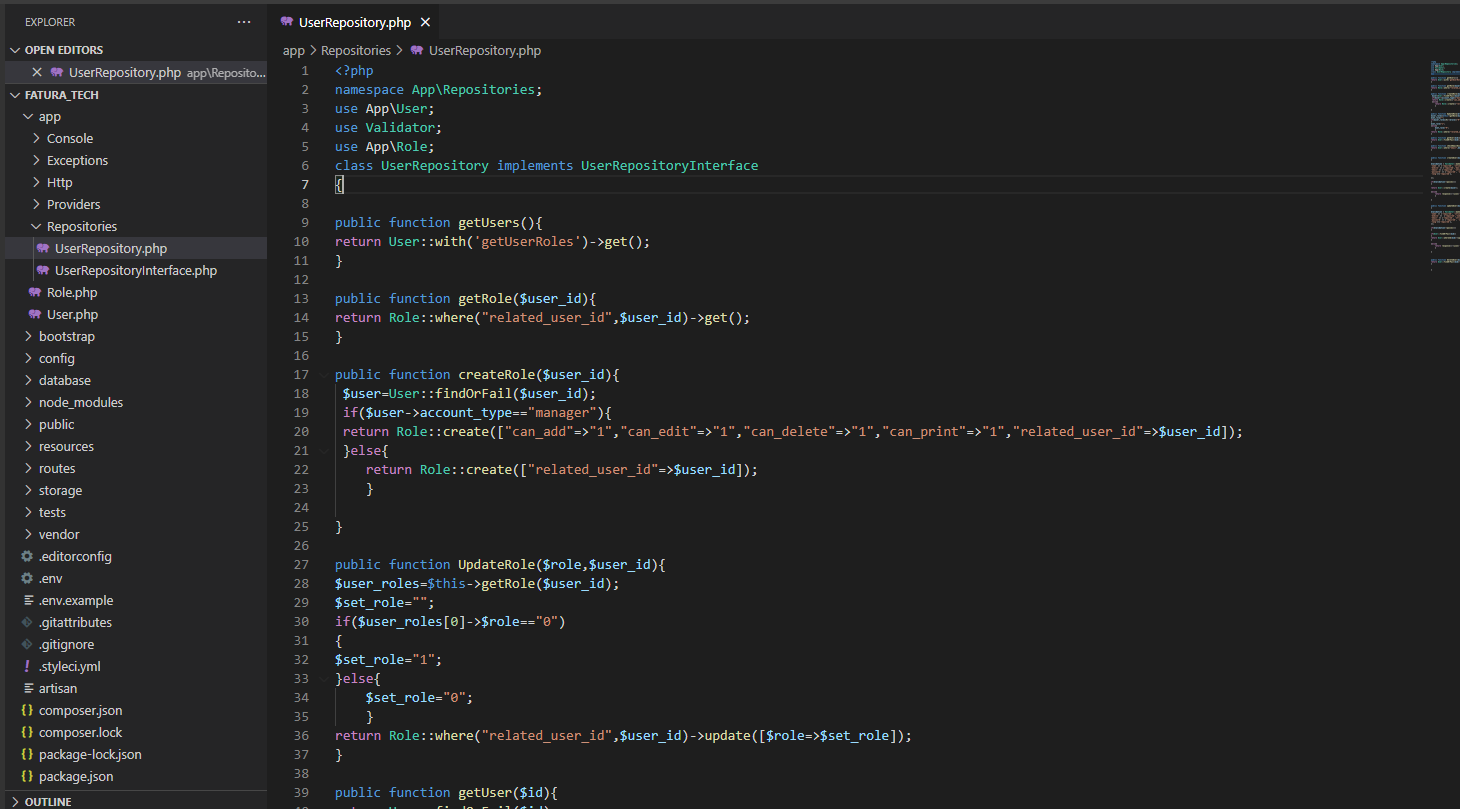 EXPLORER
...
OPEN EDITORS
UserRepository.php app\Reposito...
FATURA_TECH
app
Console
Exceptions
Http
Providers
Repositories
UserRepository.php
UserRepositoryInterface.php
Role.php
User.php
bootstrap
config
database
node_modules
public
resources
routes
storage
tests
vendor
.editorconfig
.env
.env.example
.gitattributes
.gitignore
.styleci.yml
artisan
composer.json
composer.lock
package-lock.json
package.json
OUTLINE
UserRepository.php
app > Repositories > UserRepository.php
1 <?php
2 namespace App\Repositories;
3 use App\User;
4 use Validator;
5 use App\Role;
6 class UserRepository implements UserRepositoryInterface
7 {
8
9 public function getUsers(){
10 return User::with('getUserRoles')->get();
11 }
12
13 public function getRole($user_id){
14 return Role::where("related_user_id",$user_id)->get();
15 }
16
17 public function createRole($user_id){
18 $user=User::findOrFail($user_id);
19 if($user->account_type=="manager"){
20 return Role::create(["can_add"=>"1","can_edit"=>"1","can_delete"=>"1","can_print"=>"1","related_user_id"=>$user_id]);
21 }else{
22 return Role::create(["related_user_id"=>$user_id]);
23 }
24
25 }
26
27 public function UpdateRole($role,$user_id){
28 $user_roles=$this->getRole($user_id);
29 $set_role="";
30 if($user_roles[0]->$role=="0")
31 {
32 $set_role="1";
33 }else{
34 $set_role="0";
35 }
36 return Role::where("related_user_id",$user_id)->update([$role=>$set_role]);
37 }
38
39 public function getUser($id){